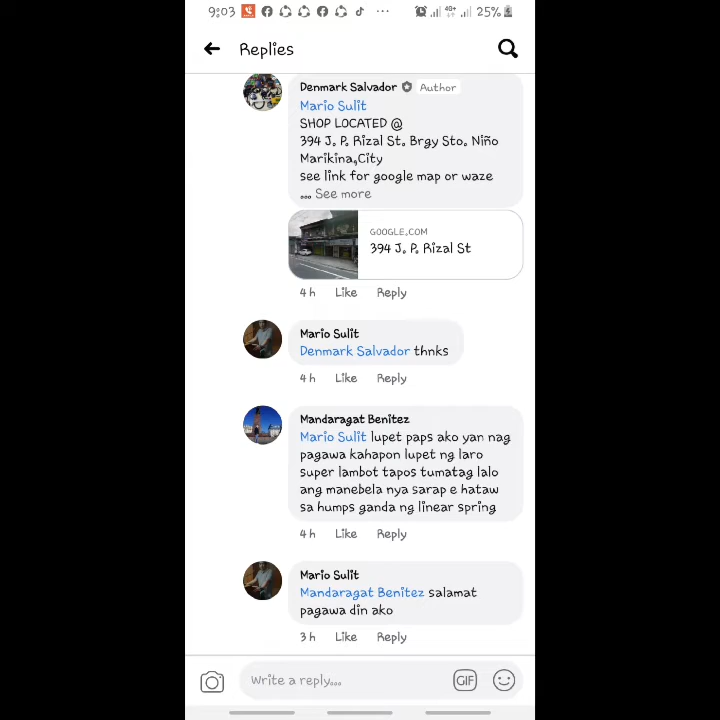 9:03 ... 4G+ 25%
Replies
Denmark Salvador Author
Mario Sulit
SHOP LOCATED @
394 J. P. Rizal St. Brgy Sto. Niño
Marikina,City
see link for google map or waze
... See more
GOOGLE.COM
394 J. P. Rizal St
4 h Like Reply
Mario Sulit
Denmark Salvador thnks
4 h Like Reply
Mandaragat Benitez
Mario Sulit lupet paps ako yan nag
pagawa kahapon lupet ng laro
super lambot tapos tumatag lalo
ang manebela nya sarap e hataw
sa humps ganda ng linear spring
4 h Like Reply
Mario Sulit
Mandaragat Benitez salamat
pagawa din ako
3 h Like Reply
Write a reply...
GIF